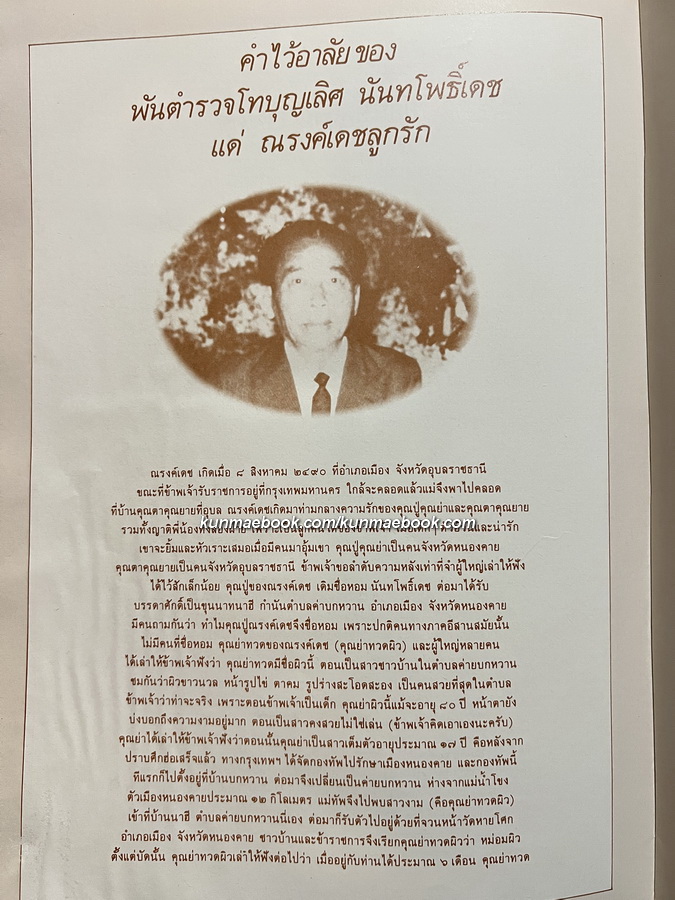 คำไว้อาลัย ของ
พันตำรวจโทบุญเลิศ นันทโพธิ์เดช
แด่ ณรงค์เดชลูกรัก
ณรงค์เดช เกิดเมื่อ ๘ สิงหาคม ๒๔๙๐ ที่อำเภอเมือง จังหวัดอุบลราชธานี
ขณะที่ข้าพเจ้ารับราชการอยู่ที่กรุงเทพมหานคร ใกล้จะคลอดแล้วแม่จึงพาไปคลอด
ที่บ้านคุณตาคุณยายที่อุบล ณรงค์เดชเกิดมาท่ามกลางความรักของคุณปู่คุณย่าและคุณตาคุณยาย
รวมทั้งญาติพี่น้องทั้งสองฝ่าย และน่ารัก
kunmaebook.com/kunmaebook.com
เขาจะยิ้มและหัวเราะเสมอเมื่อมีคนมาอุ้มเขา คุณปู่คุณย่าเป็นคนจังหวัดหนองคาย
คุณตาคุณยายเป็นคนจังหวัดอุบลราชธานี ข้าพเจ้าขอลำดับความหลังเท่าที่จำผู้ใหญ่เล่าให้ฟัง
ได้ไว้สักเล็กน้อย คุณปู่ของณรงค์เดช เดิมชื่อหอม นันทโพธิ์เดช ต่อมาได้รับ
บรรดาศักดิ์เป็นขุนนาทนาฮี กำนันตำบลค่ายบกหวาน อำเภอเมือง จังหวัดหนองคาย
มีคนถามกันว่า ทำไมคุณปู่ณรงค์เดชจึงชื่อหอม เพราะปกติคนทางภาคอีสานสมัยนั้น
ไม่มีคนที่ชื่อหอม คุณย่าทวดของณรงค์เดช (คุณย่าทวดผิว) และผู้ใหญ่หลายคน
ได้เล่าให้ข้าพเจ้าฟังว่า คุณย่าทวดมีชื่อผิวนี้ ตอนเป็นสาวชาวบ้านในตำบลค่ายบกหวาน
ชมกันว่าผิวขาวนวล หน้ารูปไข่ ตาคม รูปร่างสะโอดสะอง เป็นคนสวยที่สุดในตำบล
ข้าพเจ้าว่าท่าจะจริง เพราะตอนข้าพเจ้าเป็นเด็ก คุณย่าผิวนี้แม้จะอายุ ๘๐ ปี หน้าตายัง
บ่งบอกถึงความงามอยู่มาก ตอนเป็นสาวคงสวยไม่ใช่เล่น (ข้าพเจ้าคิดเอาเองนะครับ)
คุณย่าได้เล่าให้ข้าพเจ้าฟังว่าตอนนั้นคุณย่าเป็นสาวเต็มตัวอายุประมาณ ๑๗ ปี คือหลังจาก
ปราบศึกฮ่อเสร็จแล้ว ทางกรุงเทพฯ ได้จัดกองทัพไปรักษาเมืองหนองคาย และกองทัพนี้
ทีแรกก็ไปตั้งอยู่ที่บ้านบกหวาน ต่อมาจึงเปลี่ยนเป็นค่ายบกหวาน ห่างจากแม่น้ำโขง
ตัวเมืองหนองคายประมาณ ๑๒ กิโลเมตร แม่ทัพจึงไปพบสาวงาม (คือคุณย่าทวดผิว)
เข้าที่บ้านนาฮี ตำบลค่ายบกหวานนี่เอง ต่อมาก็รับตัวไปอยู่ด้วยที่จวนหน้าวัดหายโศก
อำเภอเมือง จังหวัดหนองคาย ชาวบ้านและข้าราชการจึงเรียกคุณย่าทวดผิวว่า หม่อมผิว
ตั้งแต่บัดนั้น คุณย่าทวดผิวเล่าให้ฟังต่อไปว่า เมื่ออยู่กับท่านได้ประมาณ ๖ เดือน คุณย่าทวด